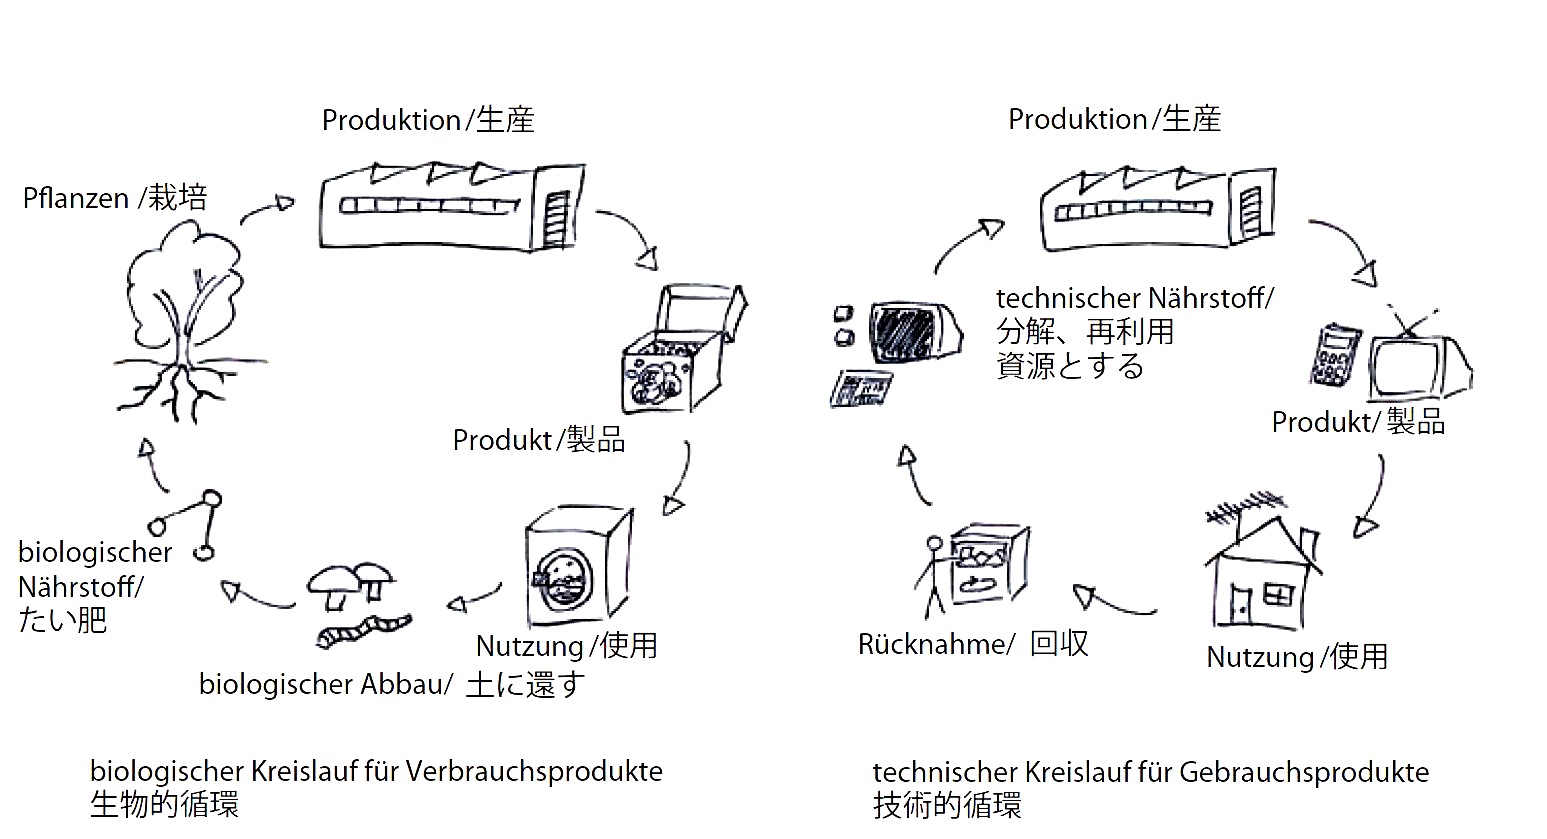 Produktion/生産
Pflanzen /栽培
Produkt/製品
Nutzung/使用
biologischer Abbau/ 土に還す
biologischer
Nährstoff/
たい肥
biologischer Kreislauf für Verbrauchsprodukte
生物的循環
Produktion/生産
technischer Nährstoff/
分解、再利用
資源とする
Produkt/ 製品
Nutzung/使用
Rücknahme/ 回収
technischer Kreislauf für Gebrauchsprodukte
技術的循環